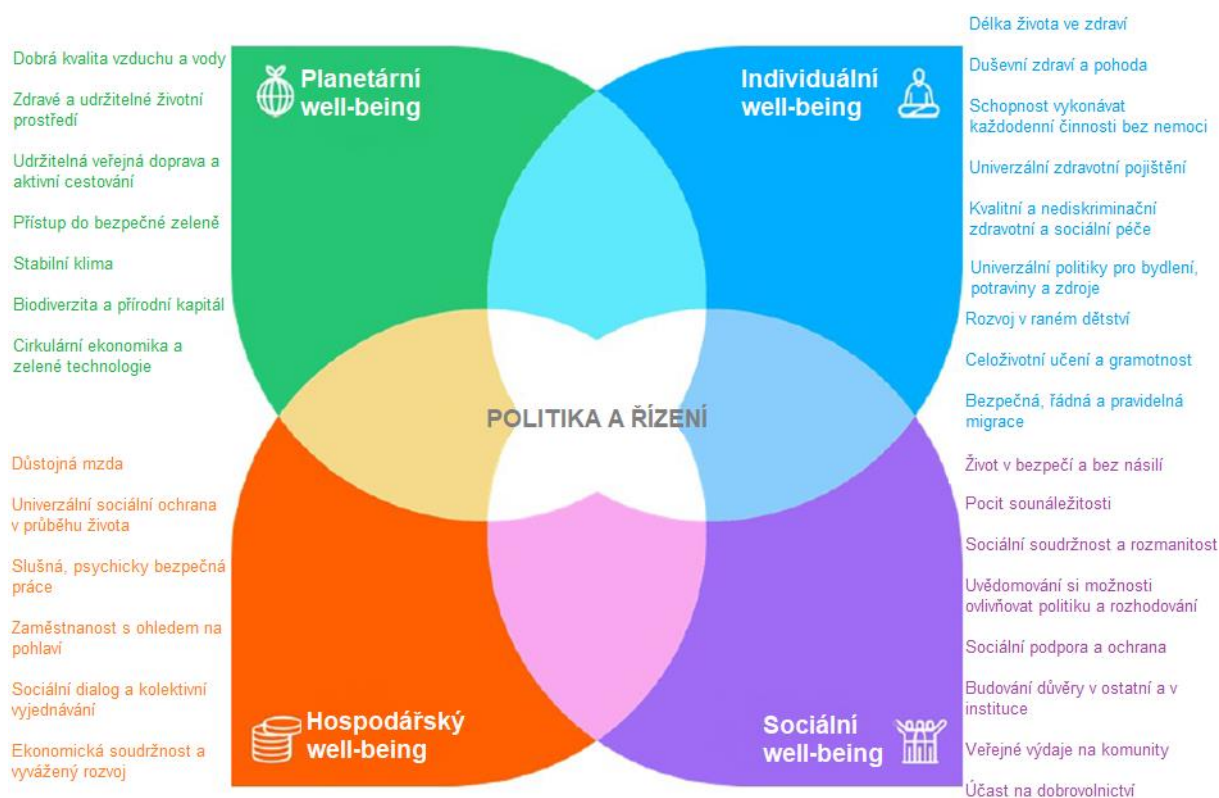 Dobrá kvalita vzduchu a vody
Zdravé a udržitelné životní
prostředí
Udržitelná veřejná doprava a
aktivní cestování
Přístup do bezpečné zeleně
Stabilní klima
Biodiverzita a přírodní kapitál
Cirkulární ekonomika a
zelené technologie
Planetární
well-being
Individuální
well-being
Délka života ve zdraví
Duševní zdraví a pohoda
Schopnost vykonávat
každodenní činnosti bez nemoci
Univerzální zdravotní pojištění
Kvalitní a nediskriminační
zdravotní a sociální péče
Univerzální politiky pro bydlení,
potraviny a zdroje
Rozvoj v raném dětství
Celoživotní učení a gramotnost
Bezpečná, řádná a pravidelná
migrace
POLITIKA A ŘÍZENÍ
Důstojná mzda
Univerzální sociální ochrana
v průběhu života
Slušná, psychicky bezpečná
práce
Zaměstnanost s ohledem na
pohlaví
Sociální dialog a kolektivní
vyjednávání
Ekonomická soudržnost a
vyvážený rozvoj
Hospodářský
well-being
Sociální
well-being
Život v bezpečí a bez násilí
Pocit sounáležitosti
Sociální soudržnost a rozmanitost
Uvědomování si možnosti
ovlivňovat politiku a rozhodování
Sociální podpora a ochrana
Budování důvěry v ostatní a v
instituce
Veřejné výdaje na komunity
Účast na dobrovolnictví